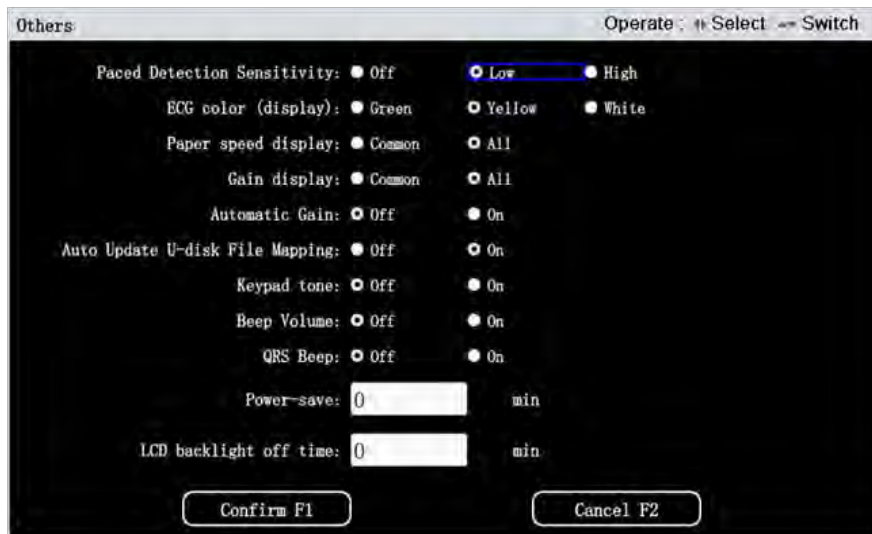 Others Operate : Select Switch
Paced Detection Sensitivity: Off Low High
ECG color (display): Green Yellow White
Paper speed display: Common All
Gain display: Common All
Automatic Gain: Off On
Auto Update U-disk File Mapping: Off On
Keypad tone: Off On
Beep Volume: Off On
QRS Beep: Off On
Power-save: 0 min
LCD backlight off time: 0 min
Confirm F1 Cancel F2